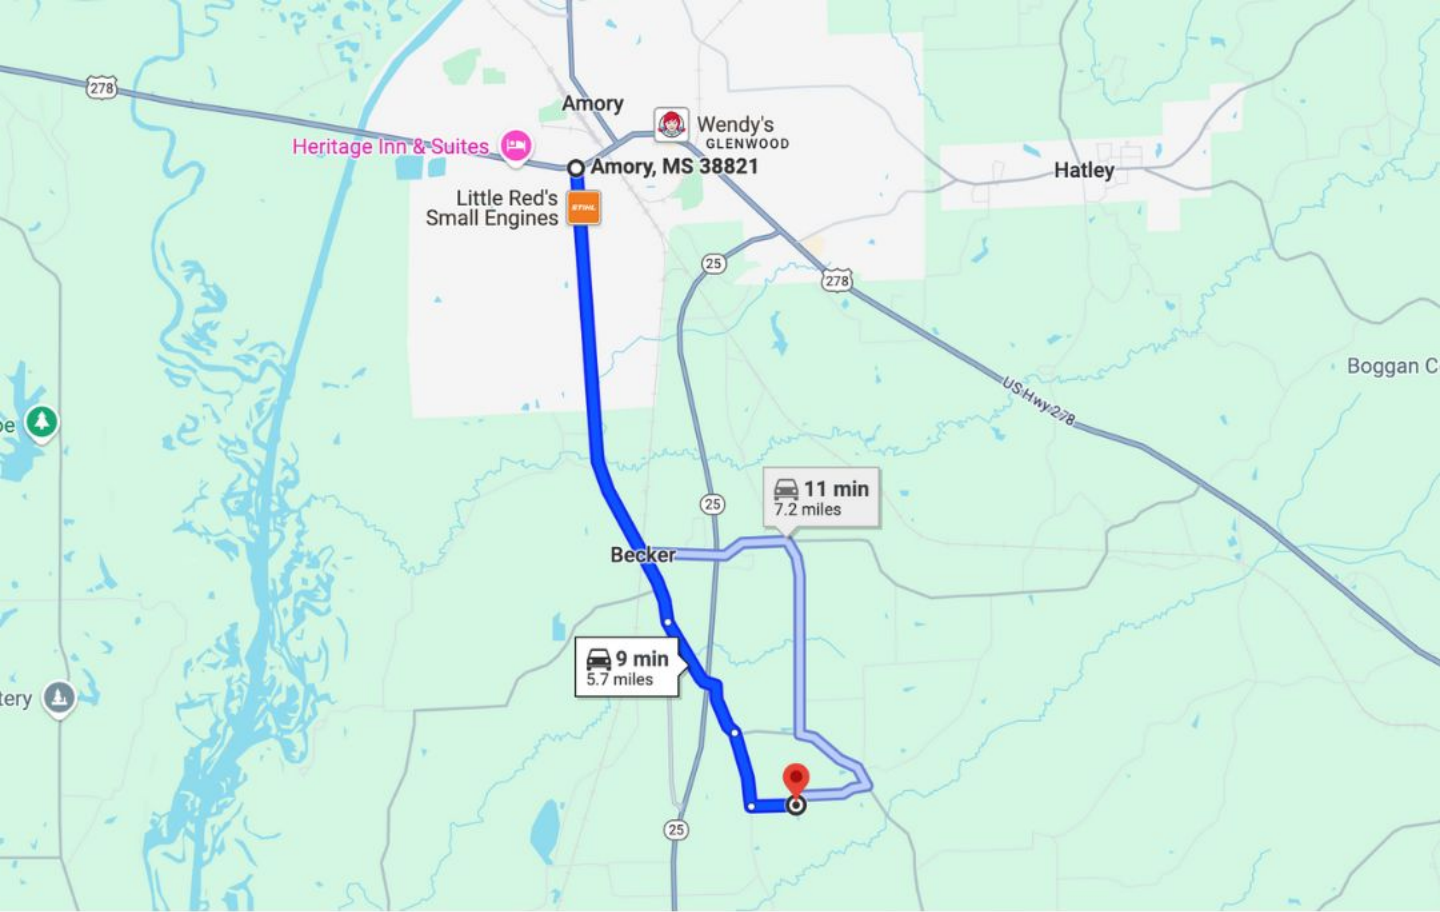 278
Amory
Wendy's
GLENWOOD
Heritage Inn & Suites
Amory, MS 38821
Hatley
Little Red's
Small Engines
STIHL
25
278
Boggan C
US Hwy 278
oe
25
11 min
7.2 miles
Becker
9 min
5.7 miles
tery
25